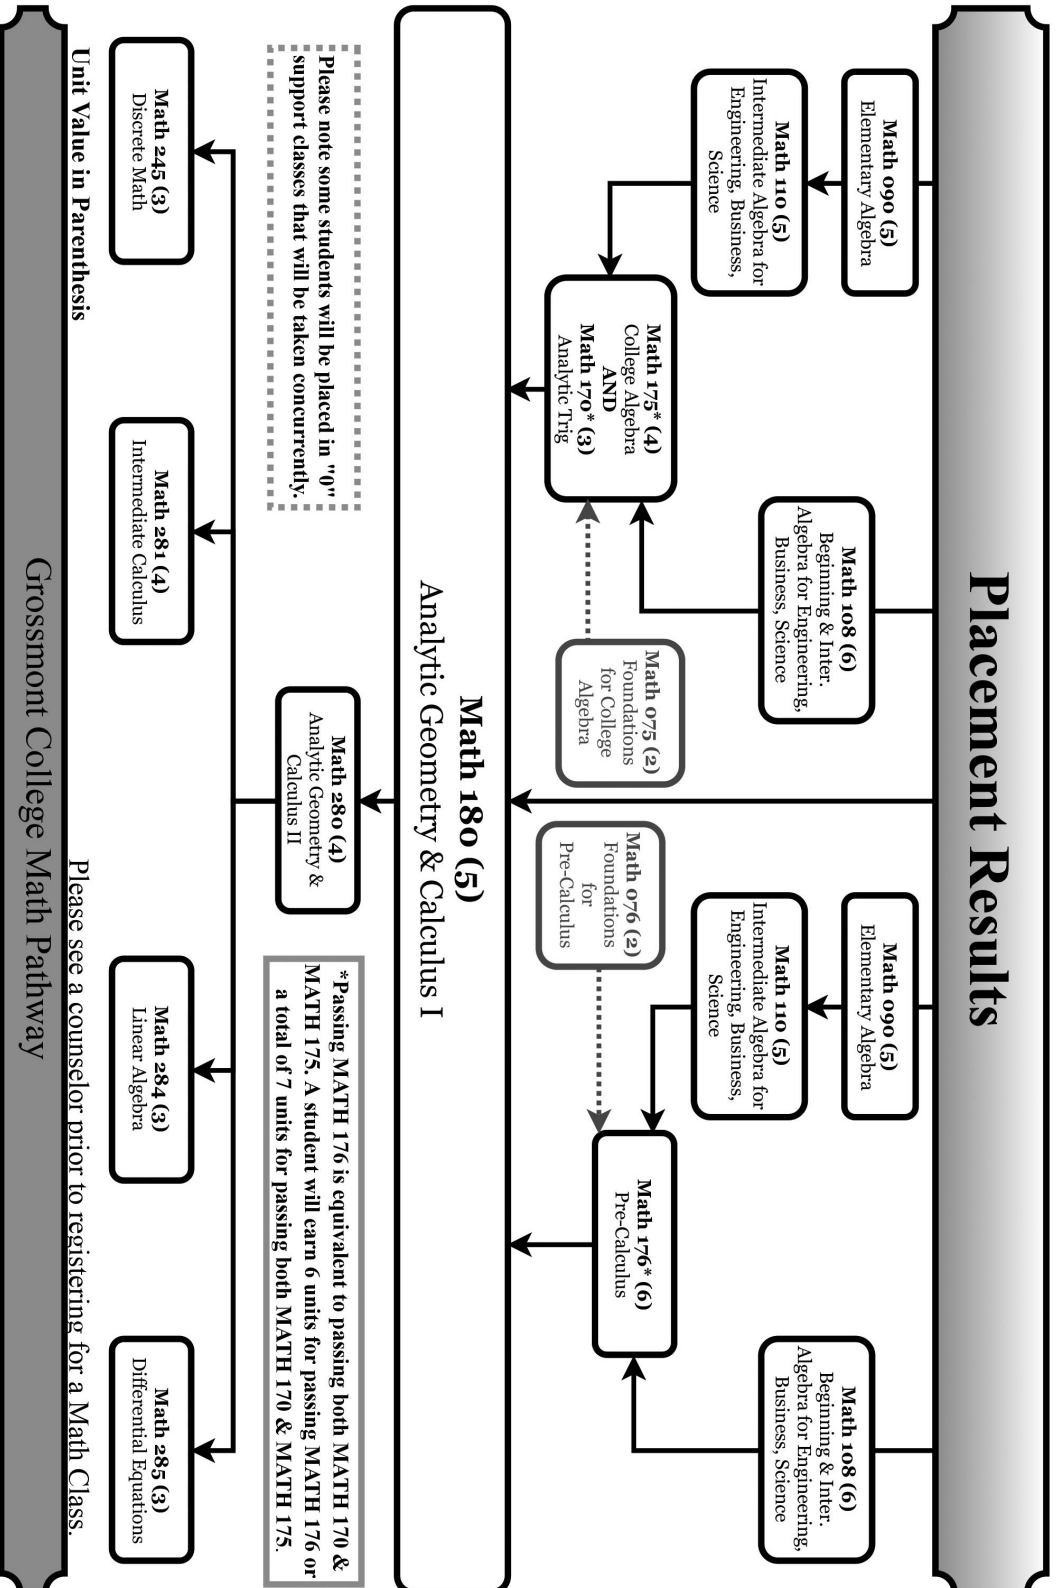 Placement Results
Math 090 (5)
Elementary Algebra
Math 110 (5)
Intermediate Algebra for
Engineering, Business,
Science
Math 108 (6)
Beginning & Inter.
Algebra for Engineering,
Business, Science
Math 090 (5)
Elementary Algebra
Math 110 (5)
Intermediate Algebra for
Engineering, Business,
Science
Math 108 (6)
Beginning & Inter.
Algebra for Engineering,
Business, Science
Math 175* (4)
College Algebra
AND
Math 170* (3)
Analytic Trig
Math 075 (2)
Foundations
for College
Algebra
Math 076 (2)
Foundations
for
Pre-Calculus
Math 176* (6)
Pre-Calculus
Math 180 (5)
Analytic Geometry & Calculus I
Please note some students will be placed in "0"
support classes that will be taken concurrently.
Math 280 (4)
Analytic Geometry &
Calculus II
*Passing MATH 176 is equivalent to passing both MATH 170 &
MATH 175. A student will earn 6 units for passing MATH 176 or
a total of 7 units for passing both MATH 170 & MATH 175.
Math 245 (3)
Discrete Math
Math 281 (4)
Intermediate Calculus
Math 284 (3)
Linear Algebra
Math 285 (3)
Differential Equations
Unit Value in Parenthesis
Please see a counselor prior to registering for a Math Class.
Grossmont College Math Pathway